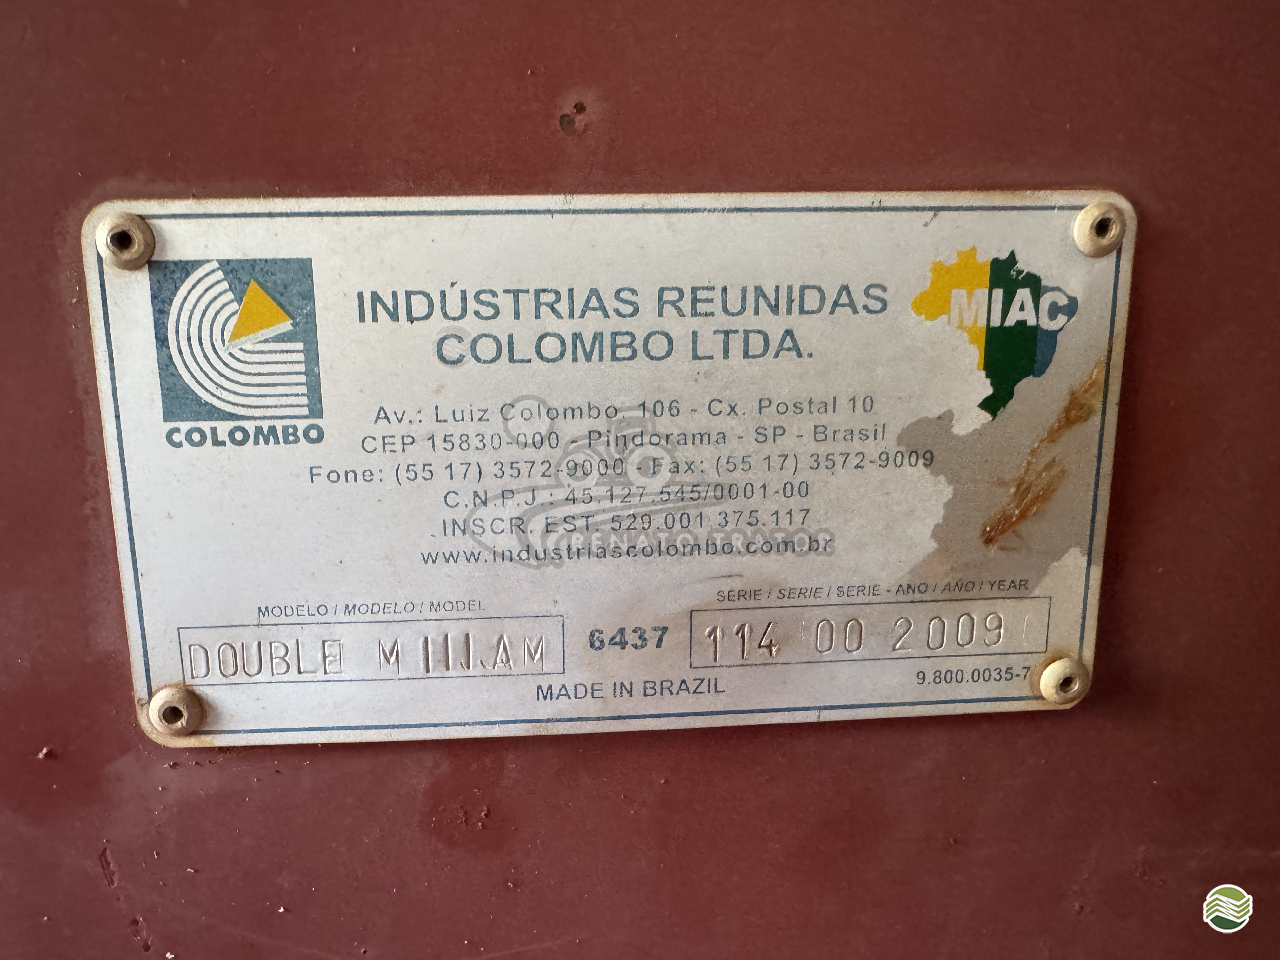 INDÚSTRIAS REUNIDAS
COLOMBO LTDA.
MIAC
COLOMBO
Av.: Luiz Colombo, 106 - Cx. Postal 10
CEP 15830-000 - Pindorama - SP - Brasil
Fone: (55 17) 3572-9000 - Fax: (55 17) 3572-9009
C.N.P.J.: 45.127.545/0001-00
INSCR. EST. 529.001.375.117
RENATO TRATOR
www.industriascolombo.com.br
MODELO / MODELO / MODEL
SÉRIE / SERIE / SERIE - ANO / AÑO / YEAR
DOUBLE
6437
114 00 2009
9.800.0035-7
MADE IN BRAZIL